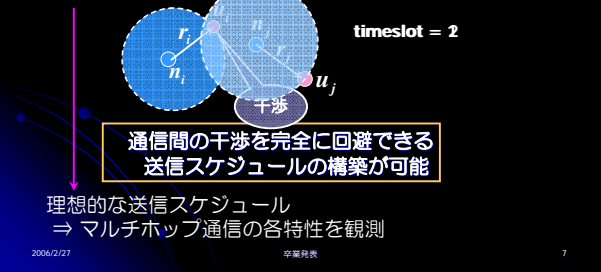 timeslot =
r_i
n_j
r_j
n_i
u_j
干渉
通信間の干渉を完全に回避できる
送信スケジュールの構築が可能
理想的な送信スケジュール
⇒ マルチホップ通信の各特性を観測
2006/2/27
卒業発表
7